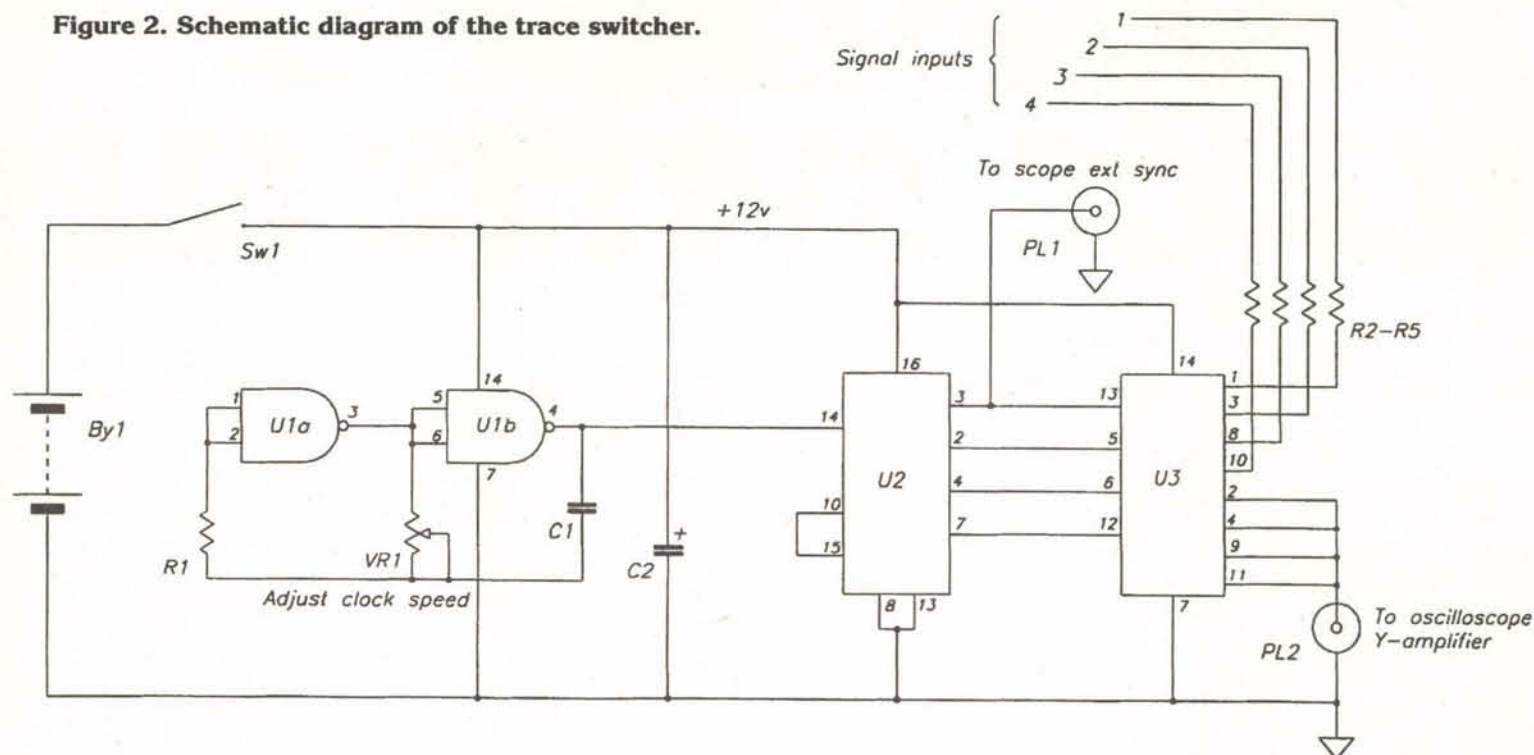 Figure 2. Schematic diagram of the trace switcher.
Signal inputs
1
2
3
4
To scope ext sync
PL1
+12v
Sw1
R2-R5
By1
1
2
U1a
3
14
5
6
U1b
4
7
R1
VR1
C1
Adjust clock speed
+
C2
16
14
U2
3
2
4
7
10
15
8
13
14
13
5
6
12
U3
1
3
8
10
2
4
9
11
7
To oscilloscope
Y-amplifier
PL2